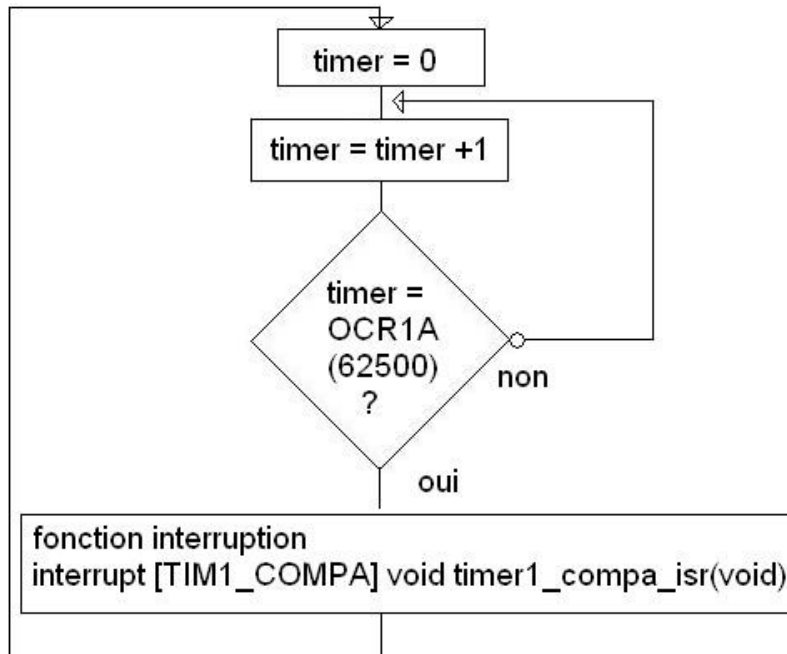 timer = 0
timer = timer +1
timer =
OCR1A
(62500)
?
non
oui
fonction interruption
interrupt [TIM1_COMPA] void timer1_compa_isr(void)